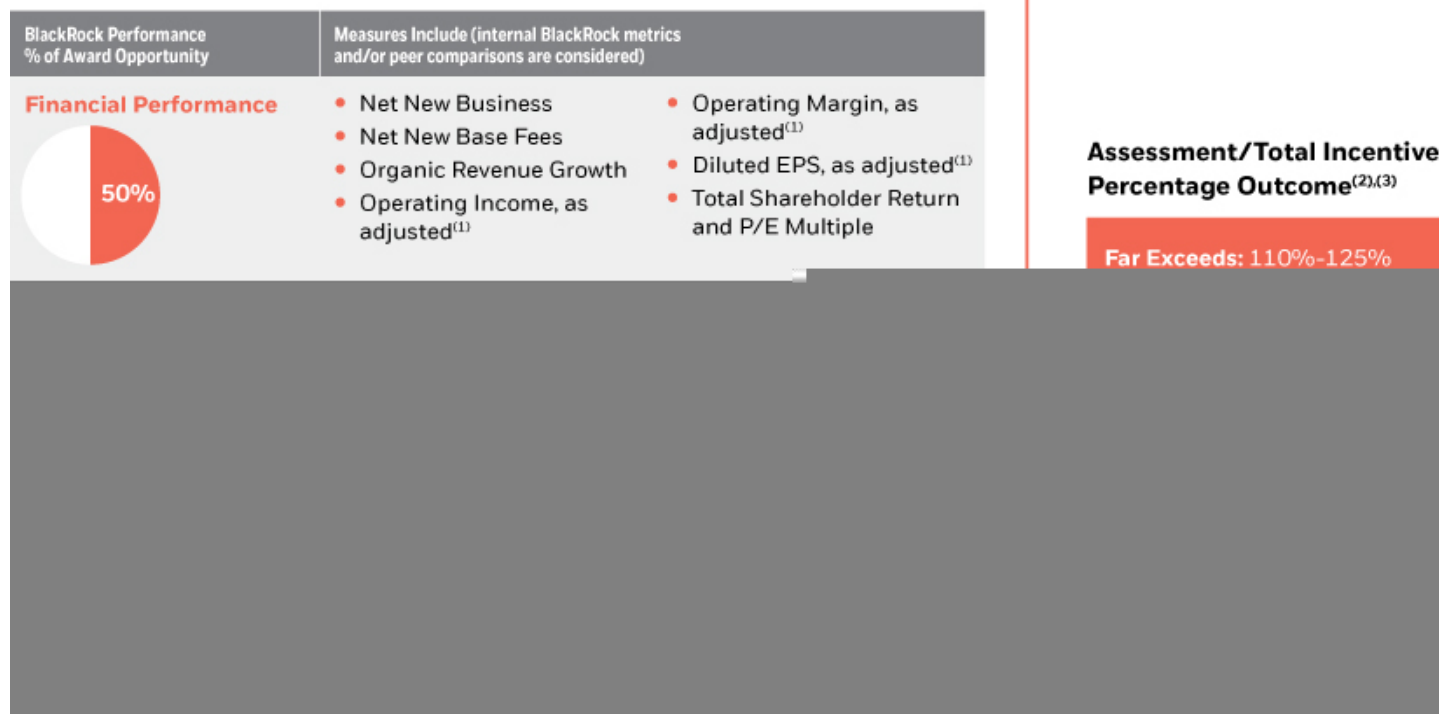 BlackRock Performance
% of Award Opportunity
Measures Include (internal BlackRock metrics
and/or peer comparisons are considered)
Financial Performance
50%
• Net New Business
• Net New Base Fees
• Organic Revenue Growth
• Operating Income, as
adjusted(1)
• Operating Margin, as
adjusted(1)
• Diluted EPS, as adjusted(1)
• Total Shareholder Return
and P/E Multiple
Assessment/Total Incentive
Percentage Outcome(2),(3)
Far Exceeds: 110%-125%